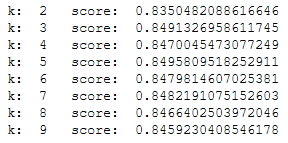 k:  2   score:  0.8350482088616646
k:  3   score:  0.8491326958611745
k:  4   score:  0.8470045473077249
k:  5   score:  0.8495809518252911
k:  6   score:  0.8479814607025381
k:  7   score:  0.8482191075152603
k:  8   score:  0.8466402503972046
k:  9   score:  0.8459230408546178